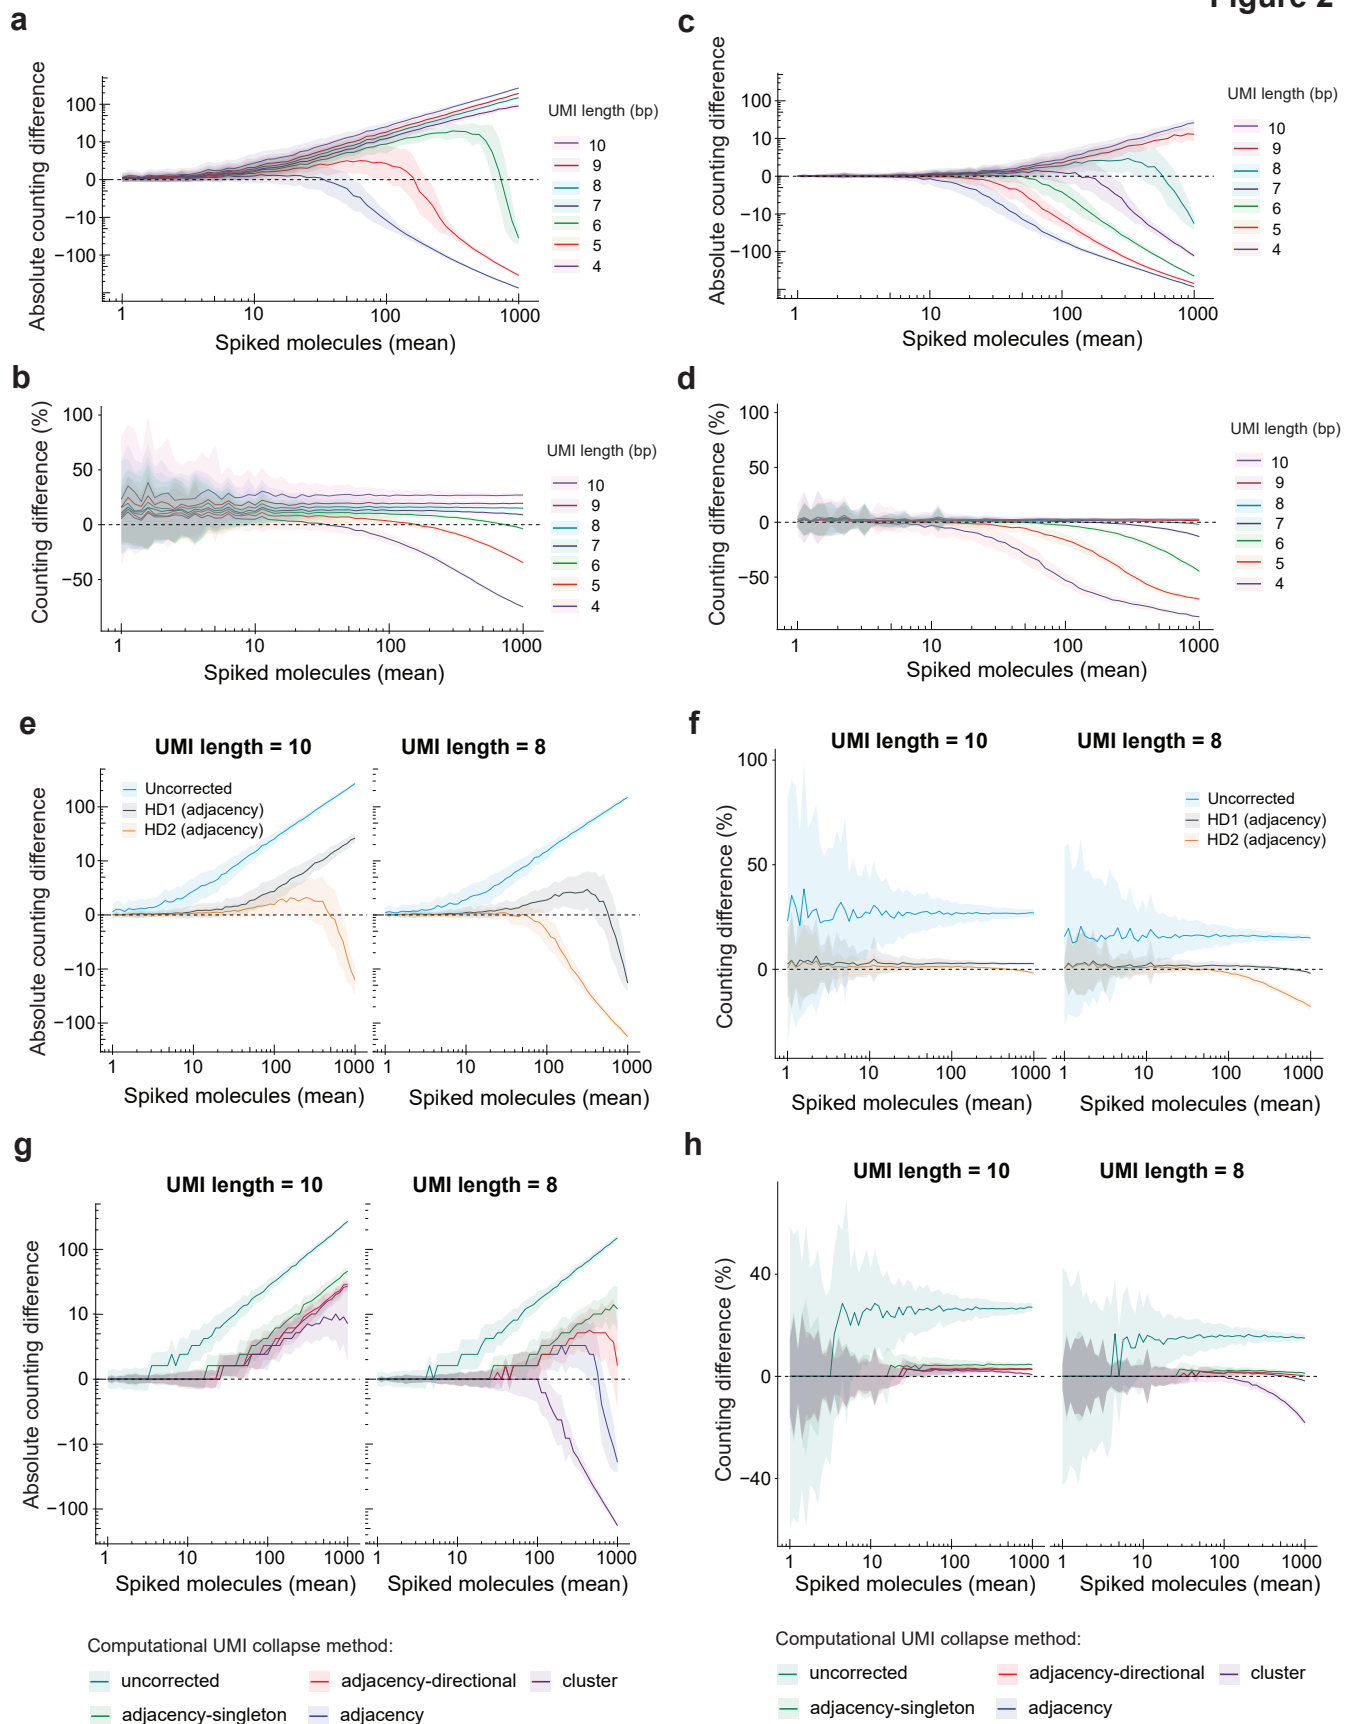 Figure 2
a
Absolute counting difference
100
10
0
−10
−100
1
10
100
1000
Spiked molecules (mean)
UMI length (bp)
10
9
8
7
6
5
4
c
Absolute counting difference
100
10
0
−10
−100
1
10
100
1000
Spiked molecules (mean)
UMI length (bp)
10
9
8
7
6
5
4
b
Counting difference (%)
100
50
0
−50
1
10
100
1000
Spiked molecules (mean)
UMI length (bp)
10
9
8
7
6
5
4
d
Counting difference (%)
100
50
0
−50
1
10
100
1000
Spiked molecules (mean)
UMI length (bp)
10
9
8
7
6
5
4
e
UMI length = 10
UMI length = 8
Absolute counting difference
100
10
0
−10
−100
Uncorrected
HD1 (adjacency)
HD2 (adjacency)
1
10
100
1000
1
10
100
1000
Spiked molecules (mean)
Spiked molecules (mean)
f
UMI length = 10
UMI length = 8
Counting difference (%)
100
50
0
Uncorrected
HD1 (adjacency)
HD2 (adjacency)
1
10
100
1000
1
10
100
1000
Spiked molecules (mean)
Spiked molecules (mean)
g
UMI length = 10
UMI length = 8
Absolute counting difference
100
10
0
−10
−100
1
10
100
1000
1
10
100
1000
Spiked molecules (mean)
Spiked molecules (mean)
Computational UMI collapse method:
uncorrected
adjacency-directional
cluster
adjacency-singleton
adjacency
h
UMI length = 10
UMI length = 8
Counting difference (%)
40
0
−40
1
10
100
1000
1
10
100
1000
Spiked molecules (mean)
Spiked molecules (mean)
Computational UMI collapse method:
uncorrected
adjacency-directional
cluster
adjacency-singleton
adjacency